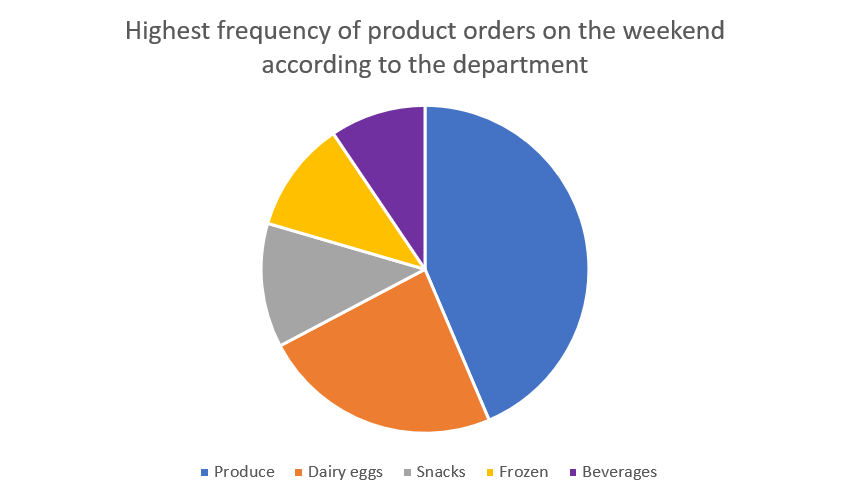 Highest frequency of product orders on the weekend
according to the department
Produce Dairy eggs Snacks Frozen Beverages